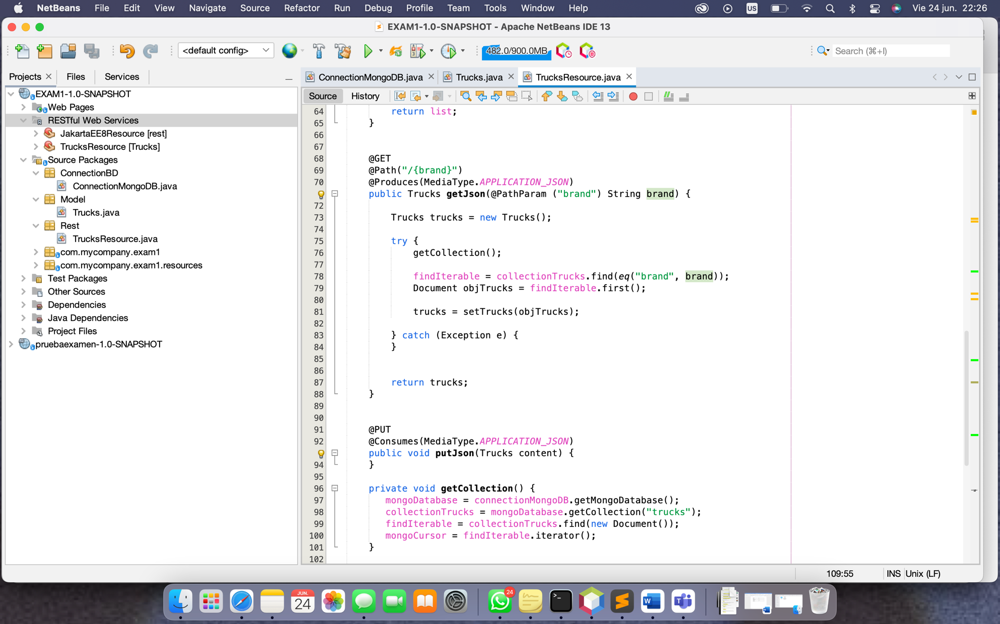 NetBeans File Edit View Navigate Source Refactor Run Debug Profile Team Tools Window Help US Vie 24 jun. 22:26
EXAM1-1.0-SNAPSHOT - Apache NetBeans IDE 13
<default config> 482.0/900.0MB Search (⌘+I)
Projects Files Services
ConnectionMongoDB.java Trucks.java TrucksResource.java
Source History
EXAM1-1.0-SNAPSHOT
Web Pages
RESTful Web Services
JakartaEE8Resource [rest]
TrucksResource [Trucks]
Source Packages
ConnectionBD
ConnectionMongoDB.java
Model
Trucks.java
Rest
TrucksResource.java
com.mycompany.exam1
com.mycompany.exam1.resources
Test Packages
Other Sources
Dependencies
Java Dependencies
Project Files
pruebaexamen-1.0-SNAPSHOT
64 return list;
65 }
66
67
68 @GET
69 @Path("/{brand}")
70 @Produces(MediaType.APPLICATION_JSON)
public Trucks getJson(@PathParam ("brand") String brand) {
72
73 Trucks trucks = new Trucks();
74
75 try {
76 getCollection();
77
78 findIterable = collectionTrucks.find(eq("brand", brand));
79 Document objTrucks = findIterable.first();
80
81 trucks = setTrucks(objTrucks);
82
83 } catch (Exception e) {
84 }
85
86
87 return trucks;
88 }
89
90
91 @PUT
92 @Consumes(MediaType.APPLICATION_JSON)
public void putJson(Trucks content) {
94 }
95
96 private void getCollection() {
97 mongoDatabase = connectionMongoDB.getMongoDatabase();
98 collectionTrucks = mongoDatabase.getCollection("trucks");
99 findIterable = collectionTrucks.find(new Document());
100 mongoCursor = findIterable.iterator();
101 }
102
109:55 INS Unix (LF)
JUN.
24
24